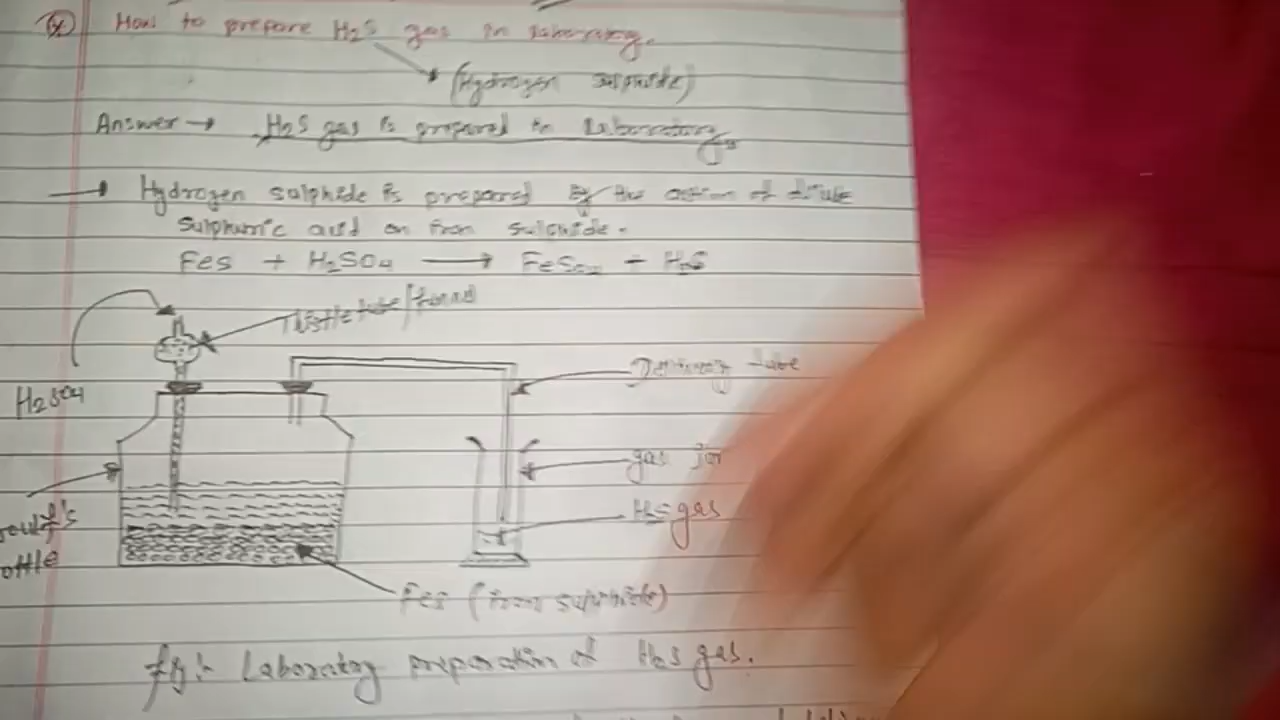 How to prepare H2S gas in laboratory.
(Hydrogen sulphide)
Answer → H2S gas is prepared in Laboratory.
→ Hydrogen sulphide is prepared by the action of dilute
Sulphuric acid on iron sulphide.
FeS + H2SO4 → FeSO4 + H2S
Thistle tube/funnel
H2SO4
Delivery tube
gas jar
H2S gas
oulf's
ottle
FeS (iron sulphide)
fig:- Laboratory preparation of H2S gas.